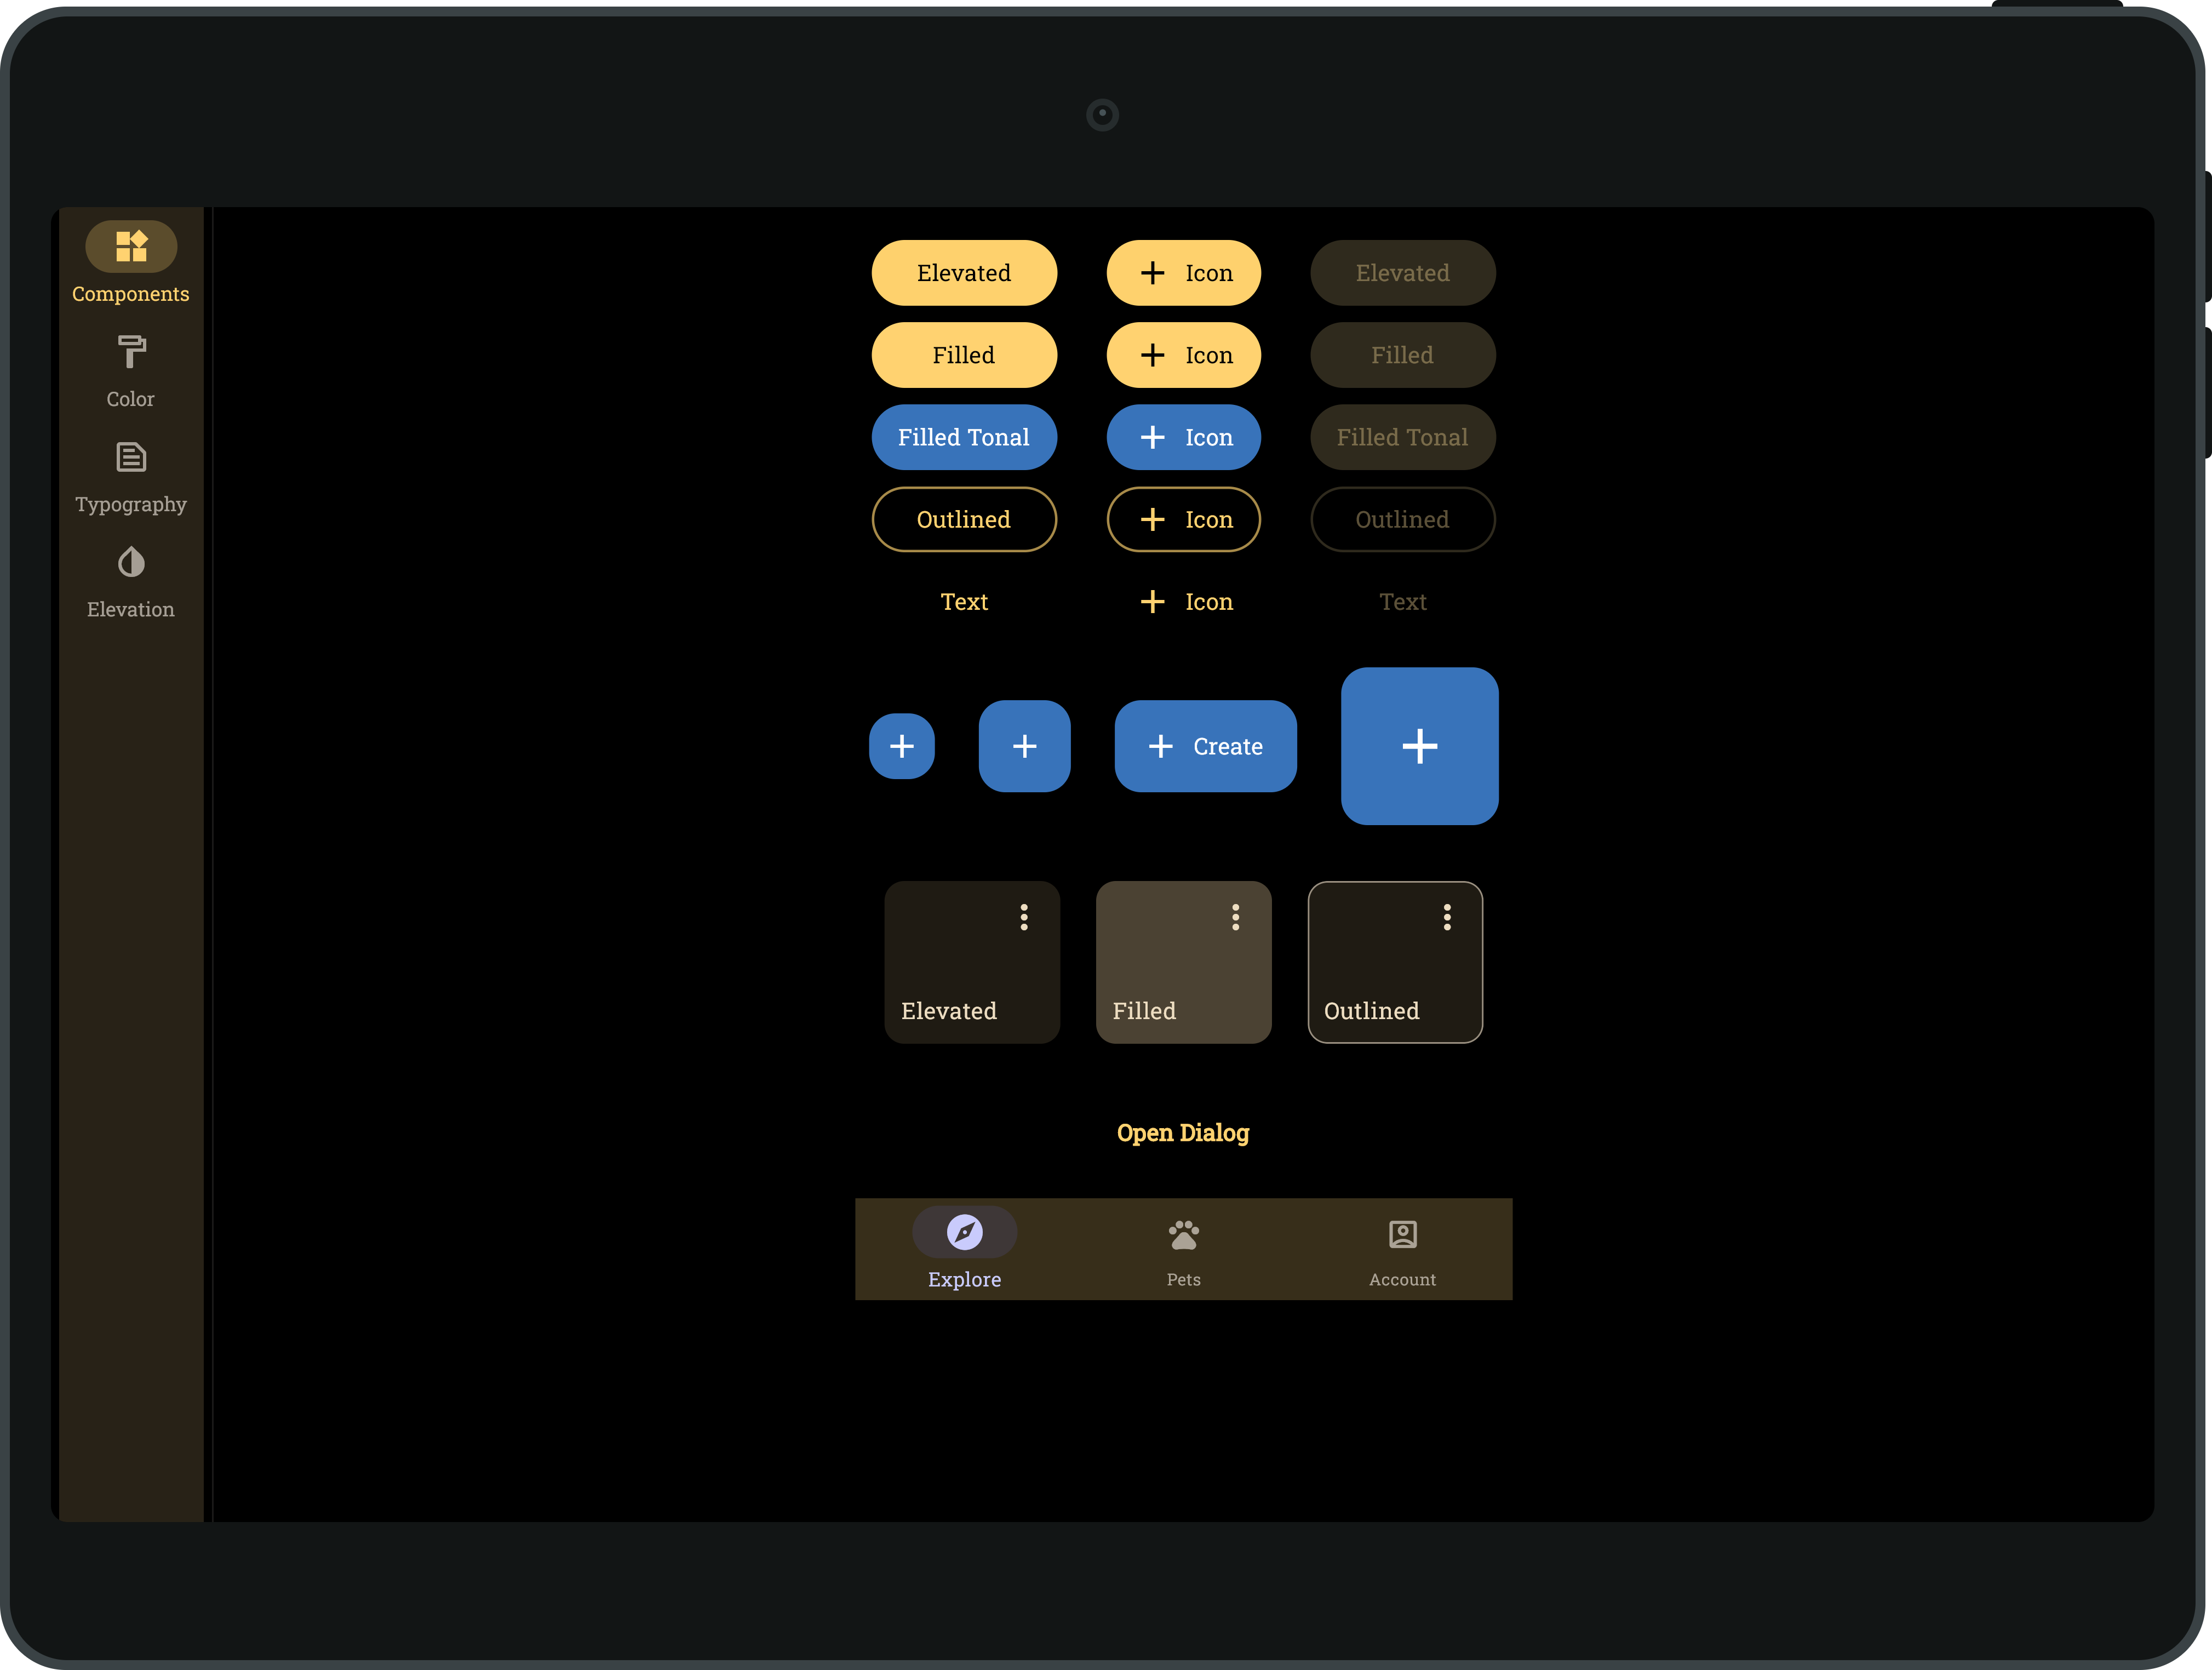 Components
Color
Typography
Elevation
Elevated Icon Elevated
Filled Icon Filled
Filled Tonal Icon Filled Tonal
Outlined Icon Outlined
Text Icon Text
Create
Elevated Filled Outlined
Open Dialog
Explore Pets Account